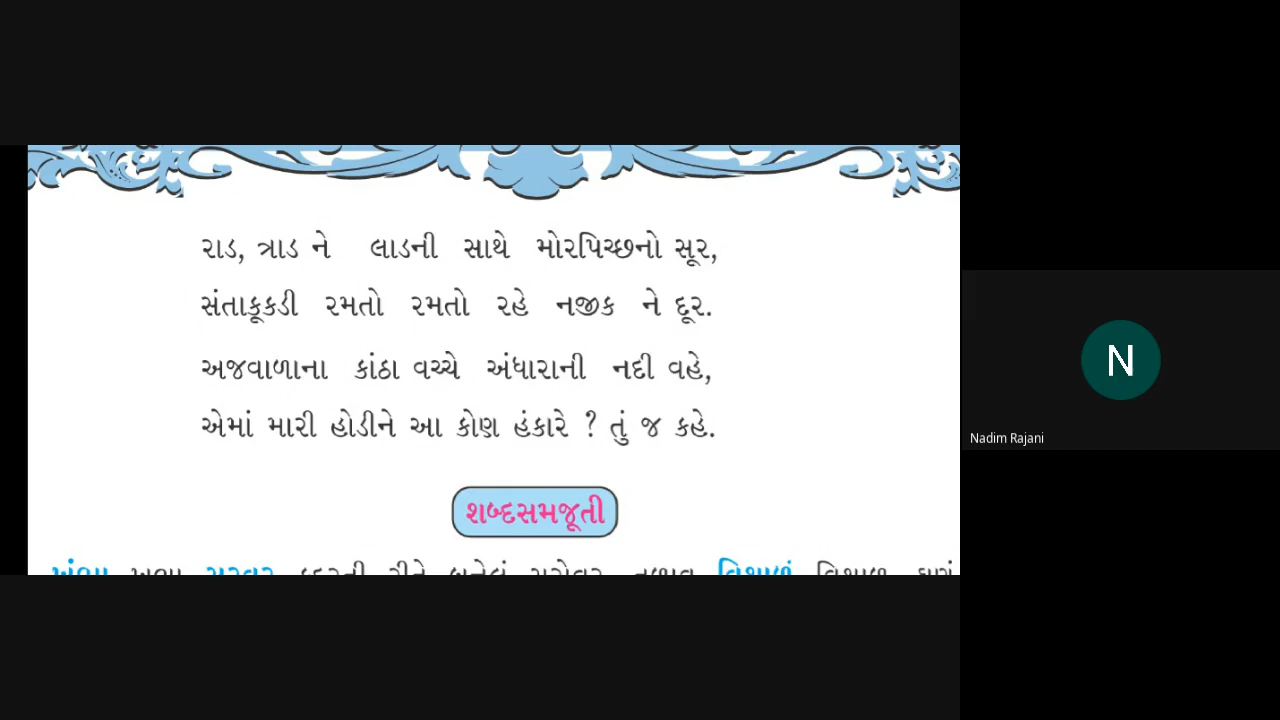 રાડ, ત્રાડ ને લાડની સાથે મોરપિચ્છનો સૂર,
સંતાકૂકડી રમતો રમતો રહે નજીક ને દૂર.
અજવાળાના કાંઠા વચ્ચે અંધારાની નદી વહે,
એમાં મારી હોડીને આ કોણ હંકારે ? તું જ કહે.
શબ્દસમજૂતી
N
Nadim Rajani